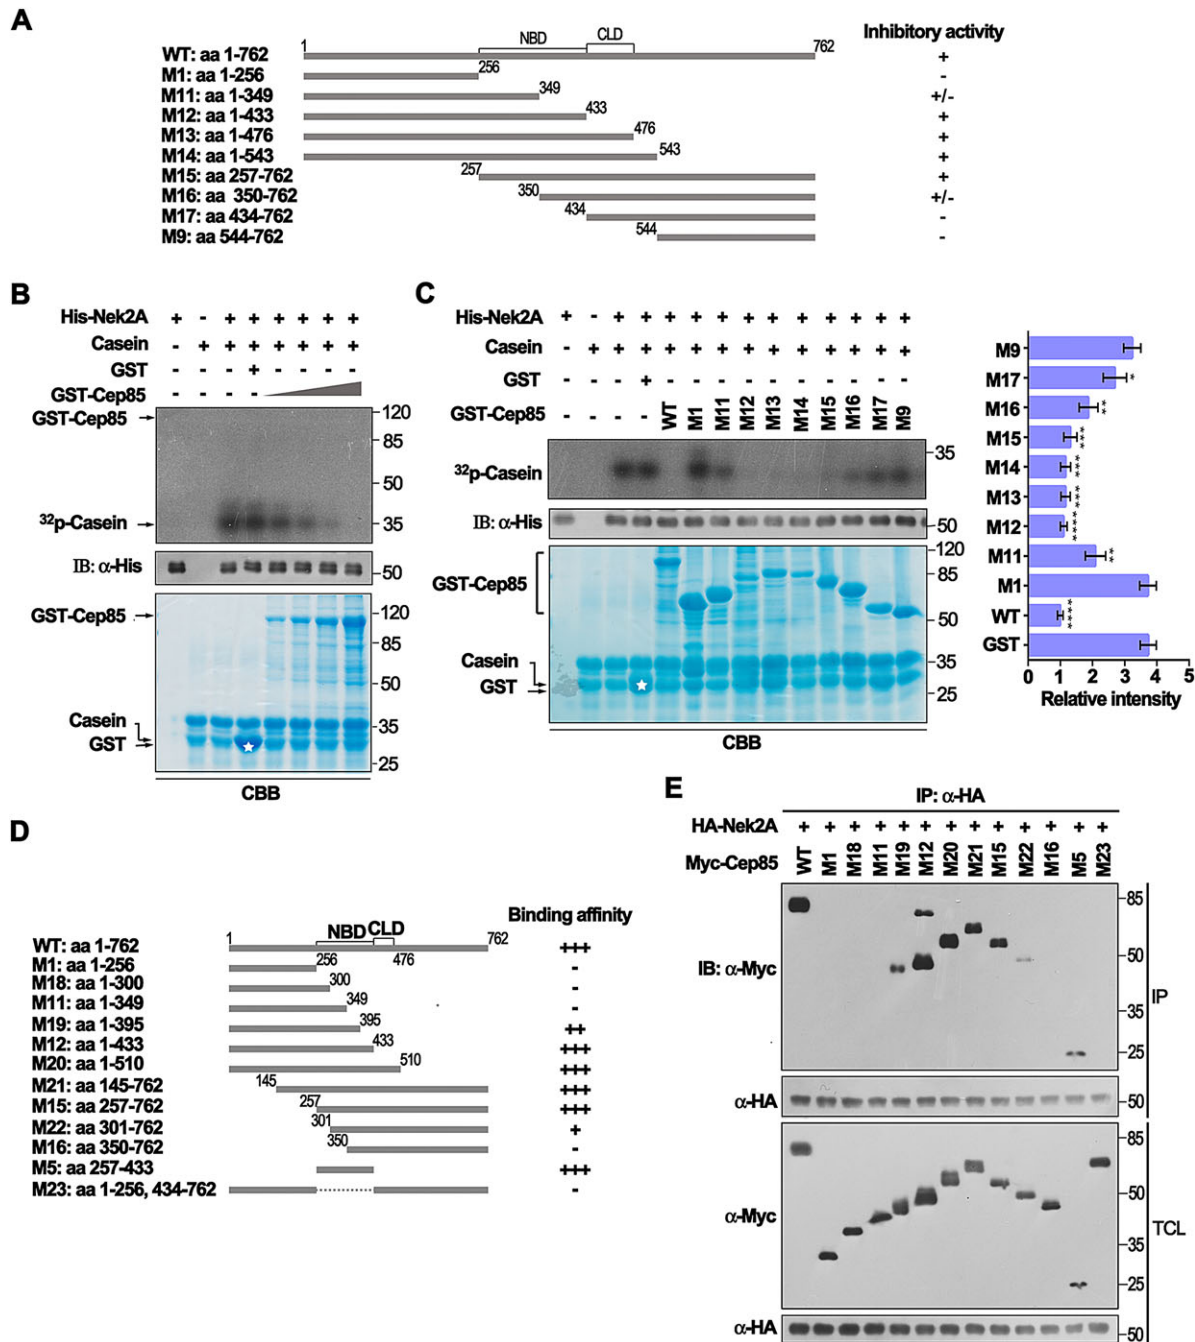 A
Inhibitory activity
1 NBD CLD 762
WT: aa 1-762 +
M1: aa 1-256 256 -
M11: aa 1-349 349 +/-
M12: aa 1-433 433 +
M13: aa 1-476 476 +
M14: aa 1-543 543 +
M15: aa 257-762 257 +
M16: aa 350-762 350 +/-
M17: aa 434-762 434 -
M9: aa 544-762 544 -
B
His-Nek2A + - + + + + + +
Casein - + + + + + + +
GST - - - + - - - -
GST-Cep85 - - - -
GST-Cep85 120
85
50
32p-Casein 35
IB: α-His 50
GST-Cep85 120
85
50
Casein 35
GST
25
CBB
C
His-Nek2A + - + + + + + + + + + + +
Casein - + + + + + + + + + + + +
GST - - - + - - - - - - - - -
GST-Cep85 - - - - WT M1 M11 M12 M13 M14 M15 M16 M17 M9
35
32p-Casein
IB: α-His 50
120
GST-Cep85 85
50
Casein 35
GST 25
CBB
M9
M17 *
M16 **
M15 ***
M14 ***
M13 ***
M12 ****
M11 **
M1
WT ****
GST
0 1 2 3 4 5
Relative intensity
D
Binding affinity
1 NBD CLD 762
WT: aa 1-762 +++
M1: aa 1-256 256 476 -
M18: aa 1-300 300 -
M11: aa 1-349 349 -
M19: aa 1-395 395 ++
M12: aa 1-433 433 +++
M20: aa 1-510 510 +++
M21: aa 145-762 145 +++
M15: aa 257-762 257 +++
M22: aa 301-762 301 +
M16: aa 350-762 350 -
M5: aa 257-433 +++
M23: aa 1-256, 434-762 -
E
IP: α-HA
HA-Nek2A + + + + + + + + + + + + +
Myc-Cep85 WT M1 M18 M11 M19 M12 M20 M21 M15 M22 M16 M5 M23
85
IB: α-Myc 50
IP
35
25
α-HA 50
85
50
α-Myc
TCL
35
25
α-HA 50